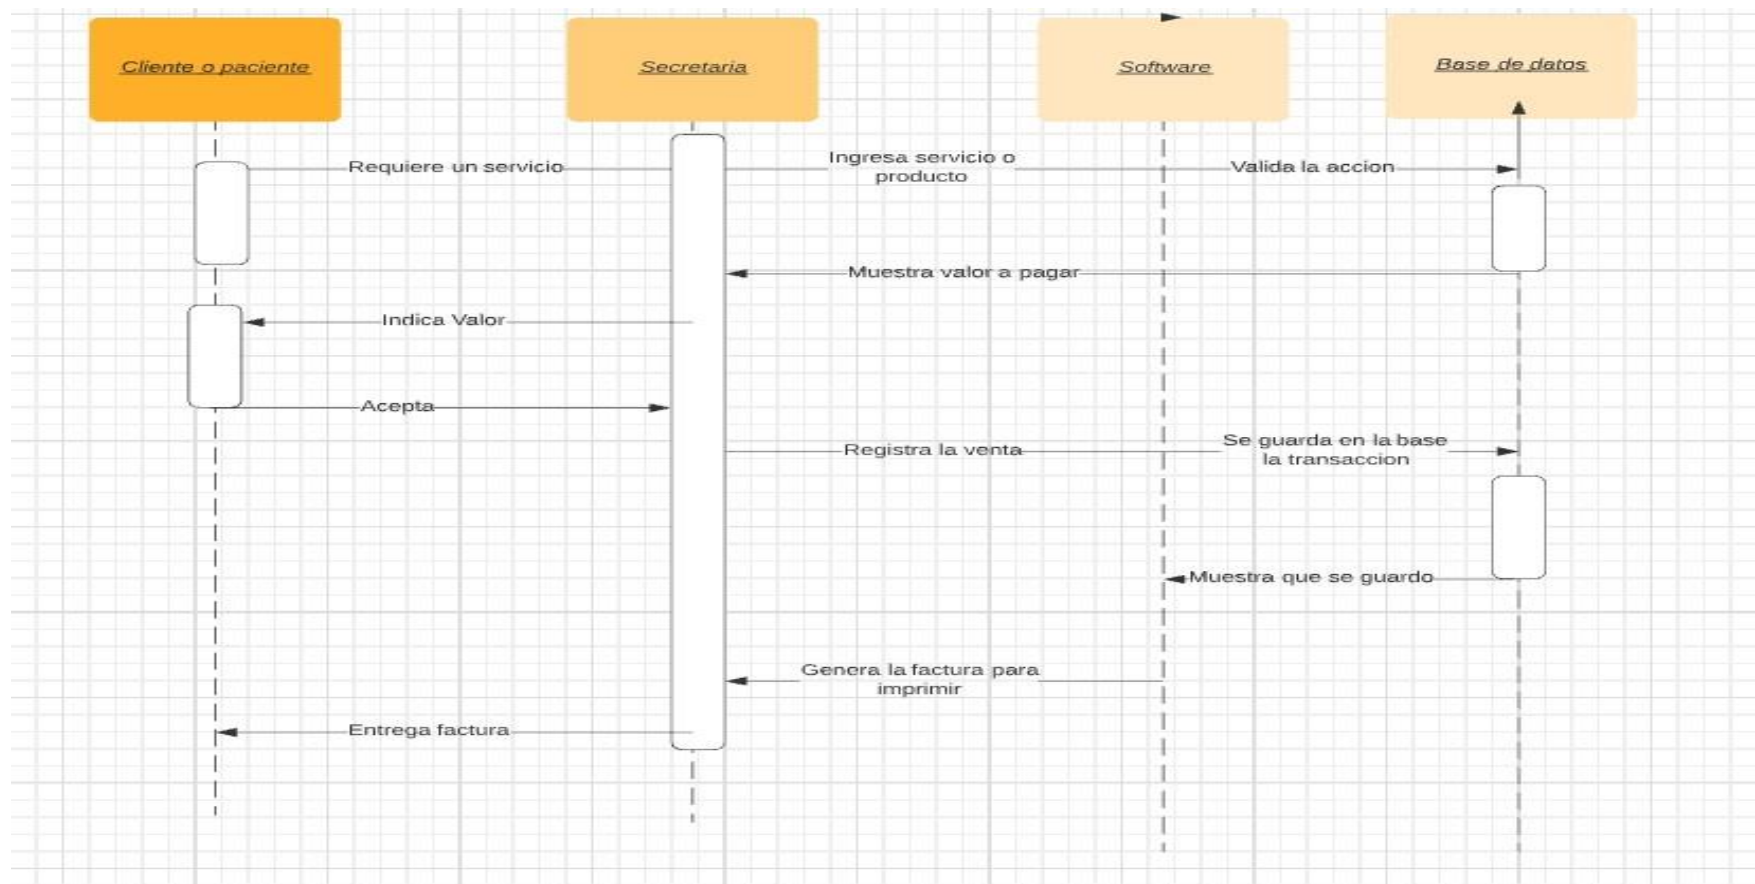 Cliente o paciente
Secretaria
Software
Base de datos
Requiere un servicio
Ingresa servicio o
producto
Valida la accion
Muestra valor a pagar
Indica Valor
Acepta
Registra la venta
Se guarda en la base
la transaccion
Muestra que se guardo
Genera la factura para
imprimir
Entrega factura